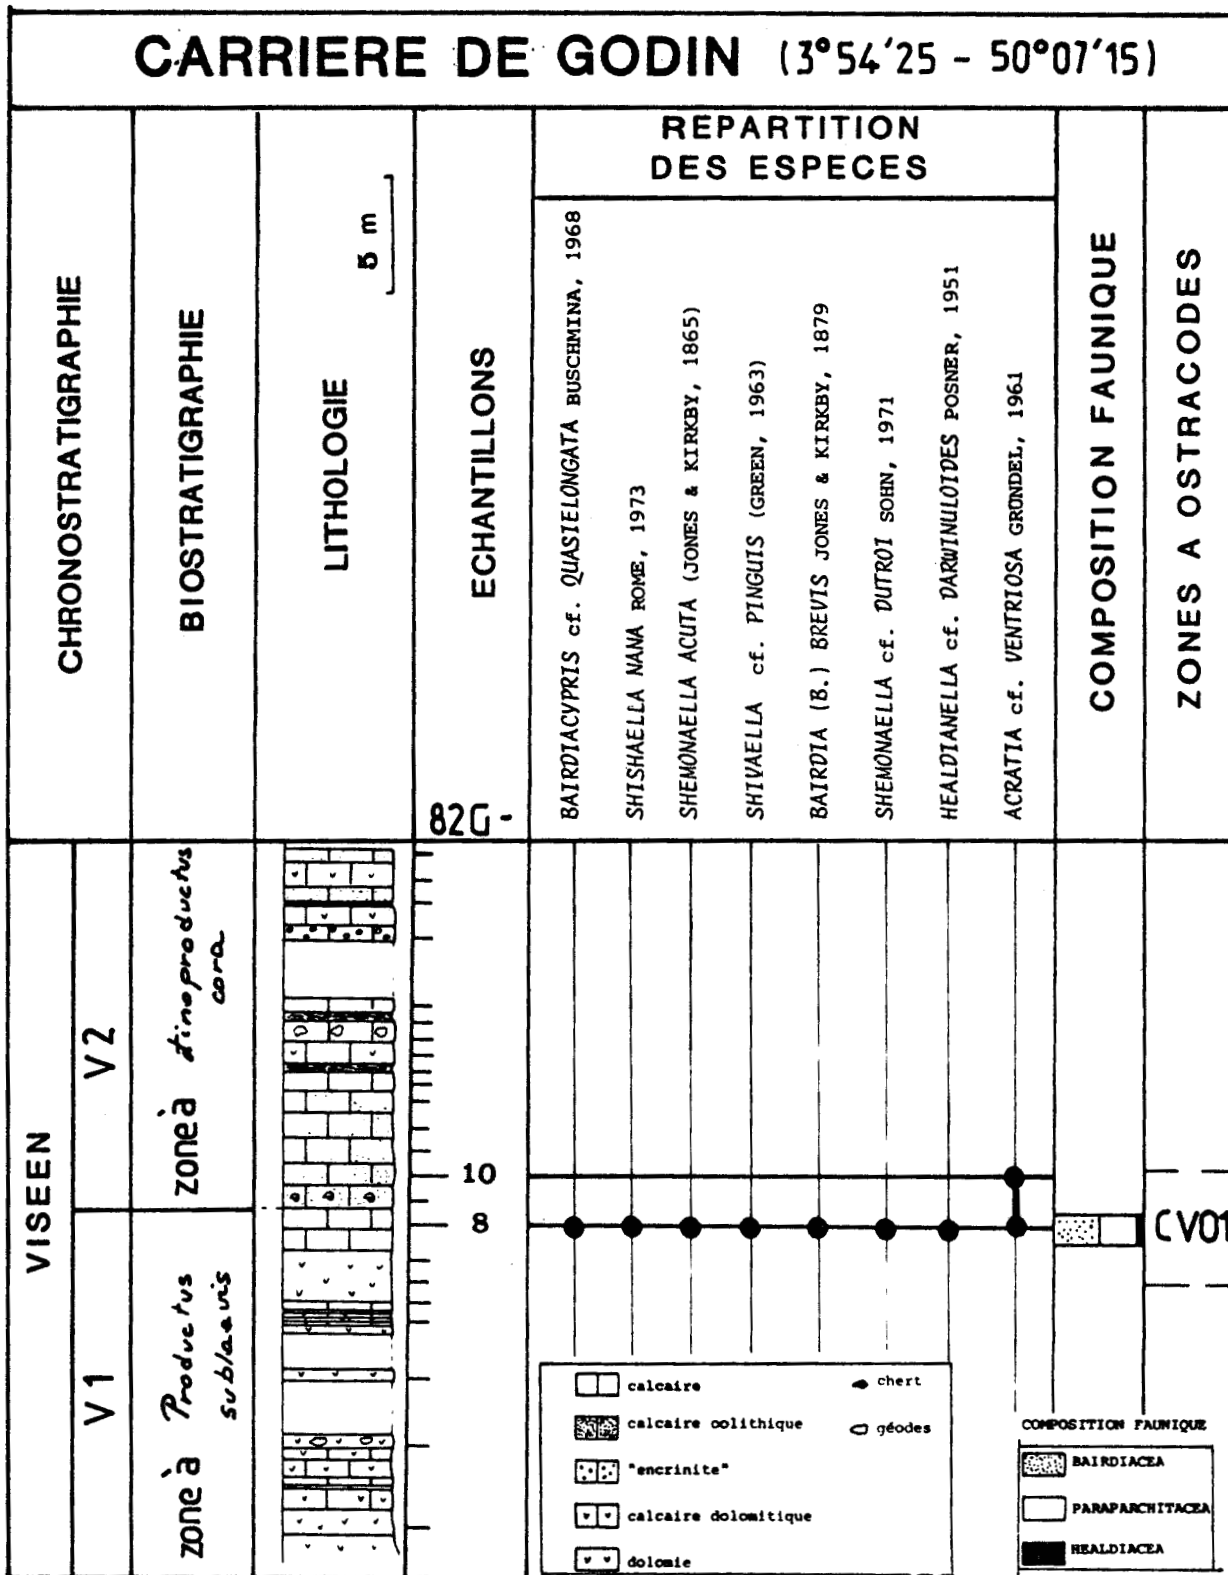 CARRIERE DE GODIN (3°54'25 - 50°07'15)
CHRONOSTRATIGRAPHIE
BIOSTRATIGRAPHIE
LITHOLOGIE
5 m
ECHANTILLONS
82G-
REPARTITION
DES ESPECES
BAIRDIACYPRIS cf. QUASIELONGATA BUSCHMINA, 1968
SHISHAELLA NANA ROME, 1973
SHEMONAELLA ACUTA (JONES & KIRKBY, 1865)
SHIVAELLA cf. PINGUIS (GREEN, 1963)
BAIRDIA (B.) BREVIS JONES & KIRKBY, 1879
SHEMONAELLA cf. DUTROI SOHN, 1971
HEALDIANELLA cf. DARWINULOIDES POSNER, 1951
ACRATIA cf. VENTRIOSA GRÜNDEL, 1961
COMPOSITION FAUNIQUE
ZONES A OSTRACODES
VISEEN
V2
zone à Linoproductus
cora
V1
zone à Productus
sublaevis
10
8
CV01
calcaire
calcaire oolithique
"encrinite"
calcaire dolomitique
dolomie
chert
géodes
COMPOSITION FAUNIQUE
BAIRDIACEA
PARAPARCHITACEA
HEALDIACEA